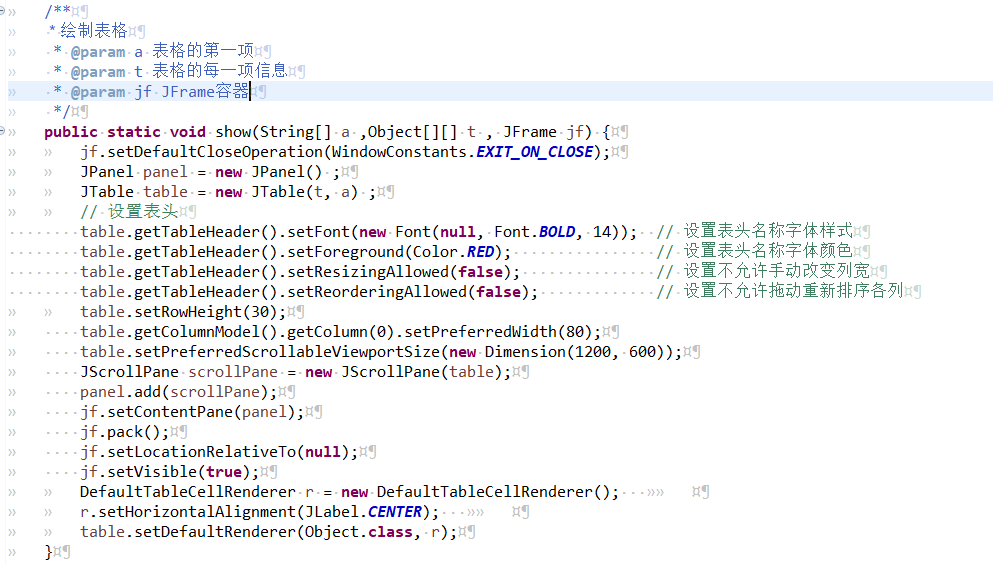 /**
 * 绘制表格
 * @param a 表格的第一项
 * @param t 表格的每一项信息
 * @param jf JFrame容器
 */
public static void show(String[] a ,Object[][] t , JFrame jf) {
jf.setDefaultCloseOperation(WindowConstants.EXIT_ON_CLOSE);
JPanel panel = new JPanel() ;
JTable table = new JTable(t, a) ;
// 设置表头
table.getTableHeader().setFont(new Font(null, Font.BOLD, 14));  // 设置表头名称字体样式
table.getTableHeader().setForeground(Color.RED);                // 设置表头名称字体颜色
table.getTableHeader().setResizingAllowed(false);               // 设置不允许手动改变列宽
table.getTableHeader().setReorderingAllowed(false);             // 设置不允许拖动重新排序各列
table.setRowHeight(30);
table.getColumnModel().getColumn(0).setPreferredWidth(80);
table.setPreferredScrollableViewportSize(new Dimension(1200, 600));
JScrollPane scrollPane = new JScrollPane(table);
panel.add(scrollPane);
jf.setContentPane(panel);
jf.pack();
jf.setLocationRelativeTo(null);
jf.setVisible(true);
DefaultTableCellRenderer r = new DefaultTableCellRenderer();
r.setHorizontalAlignment(JLabel.CENTER);
table.setDefaultRenderer(Object.class, r);
}